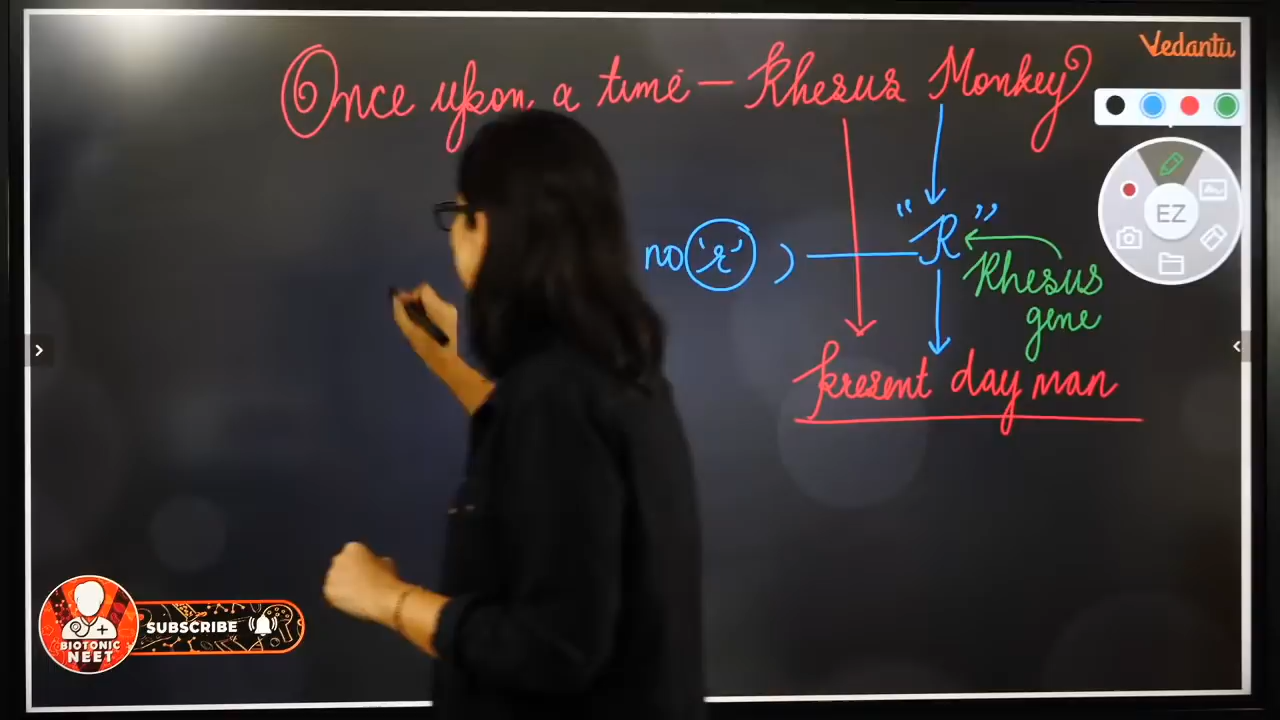 Once upon a time — Rhesus Monkey
Vedantu
EZ
"R"
no 'r' )
Rhesus
gene
present day man
SUBSCRIBE
BIOTONIC
NEET